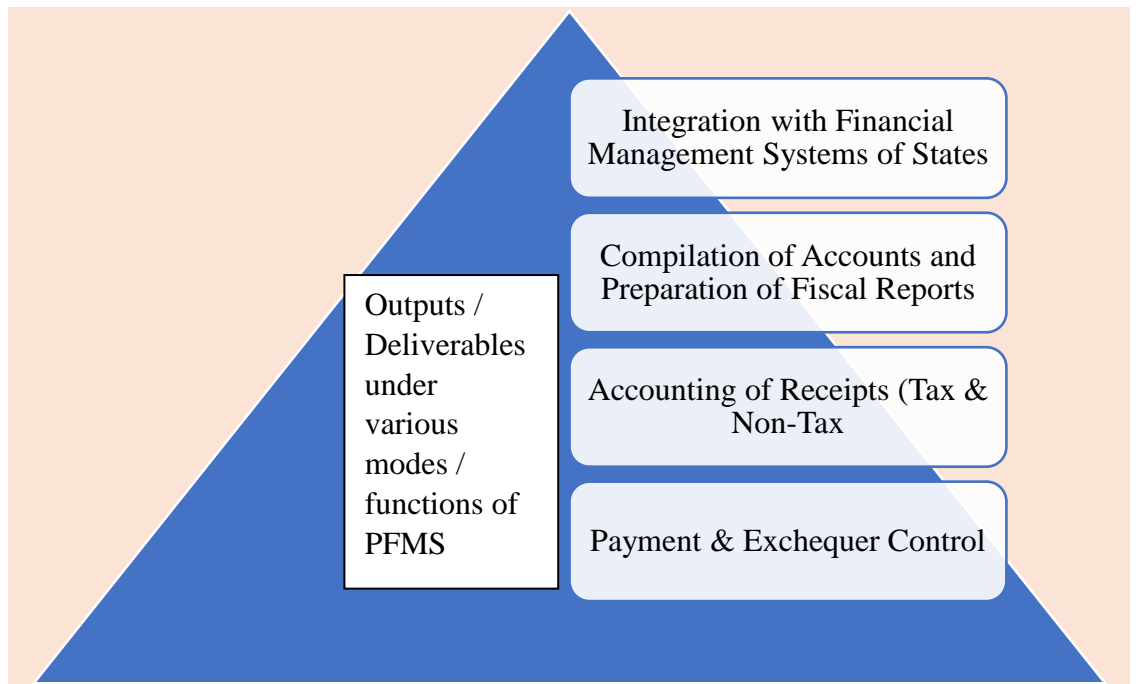 Integration with Financial
Management Systems of States
Compilation of Accounts and
Preparation of Fiscal Reports
Outputs /
Deliverables
under
various
modes /
functions of
PFMS
Accounting of Receipts (Tax &
Non-Tax
Payment & Exchequer Control